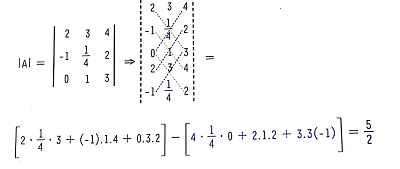 2 3 4
2 3 4
-1 1/4 2
|A| = -1 1/4 2 ⇒ 0 1 3 =
0 1 3
2 3 4
-1 1/4 2
[2 · 1/4 · 3 + (-1).1.4 + 0.3.2] − [4 · 1/4 · 0 + 2.1.2 + 3.3(-1)] = 5/2